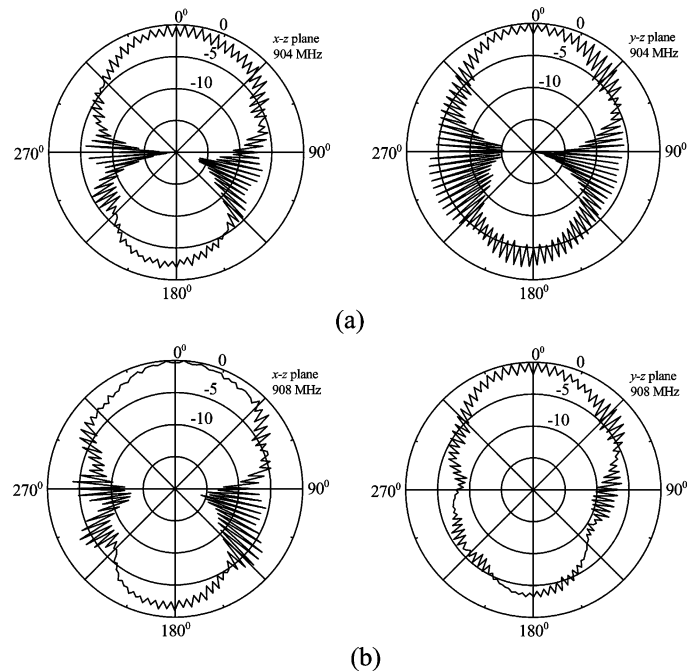 0⁰ 0 x-z plane
904 MHz
-5
-10
270⁰ 90⁰
180⁰
0⁰ 0 y-z plane
904 MHz
-5
-10
270⁰ 90⁰
180⁰
(a)
0⁰ 0 x-z plane
908 MHz
-5
-10
270⁰ 90⁰
180⁰
0⁰ 0 y-z plane
908 MHz
-5
-10
270⁰ 90⁰
180⁰
(b)